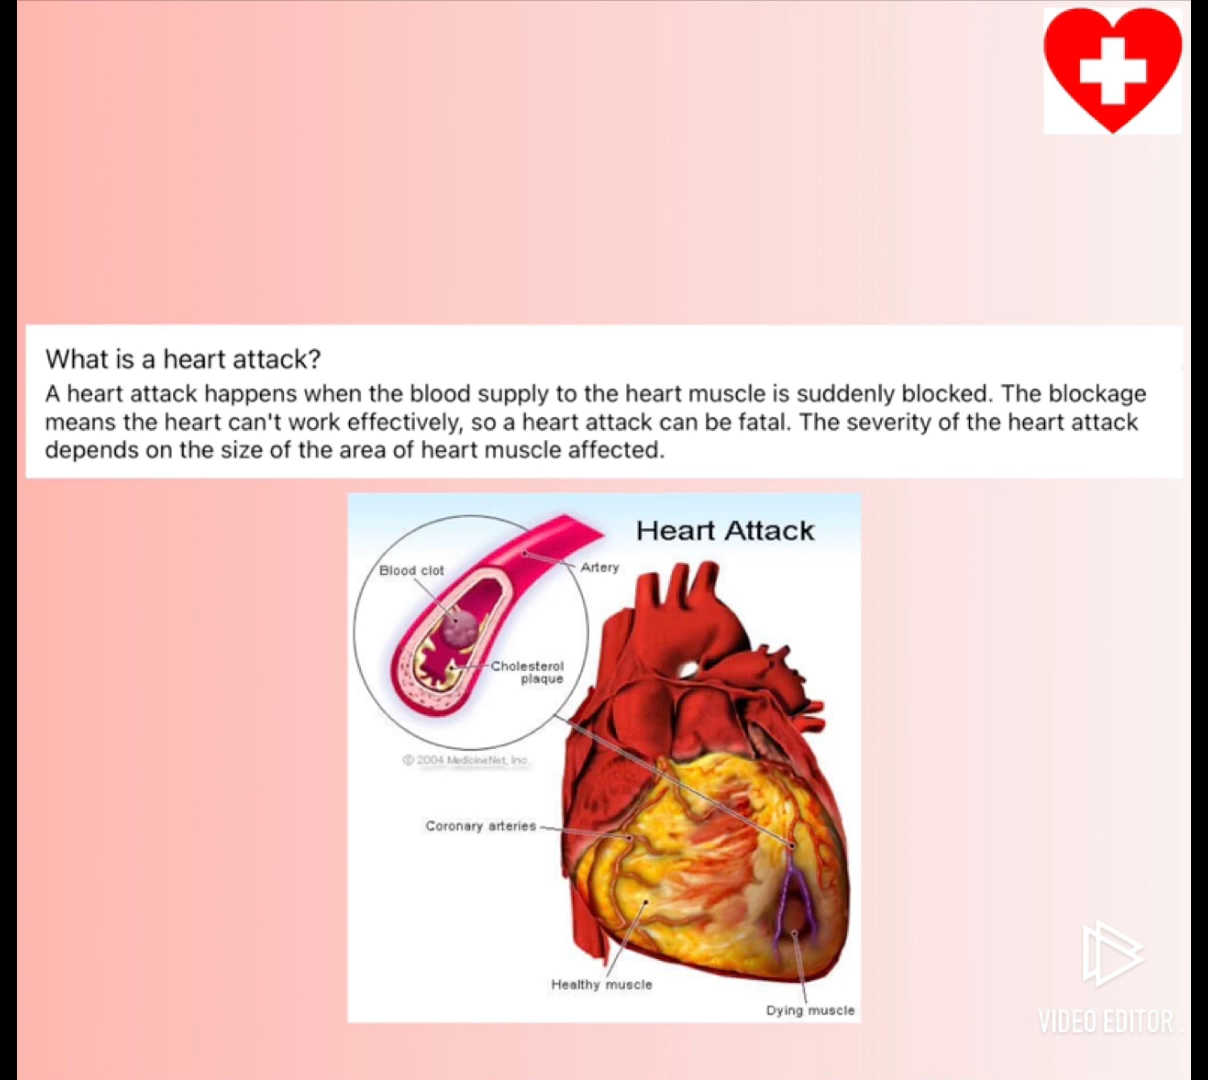 What is a heart attack?
A heart attack happens when the blood supply to the heart muscle is suddenly blocked. The blockage
means the heart can't work effectively, so a heart attack can be fatal. The severity of the heart attack
depends on the size of the area of heart muscle affected.
Heart Attack
Blood clot
Artery
Cholesterol
plaque
© 2004 MedicineNet, Inc.
Coronary arteries
Healthy muscle
Dying muscle
VIDEO EDITOR